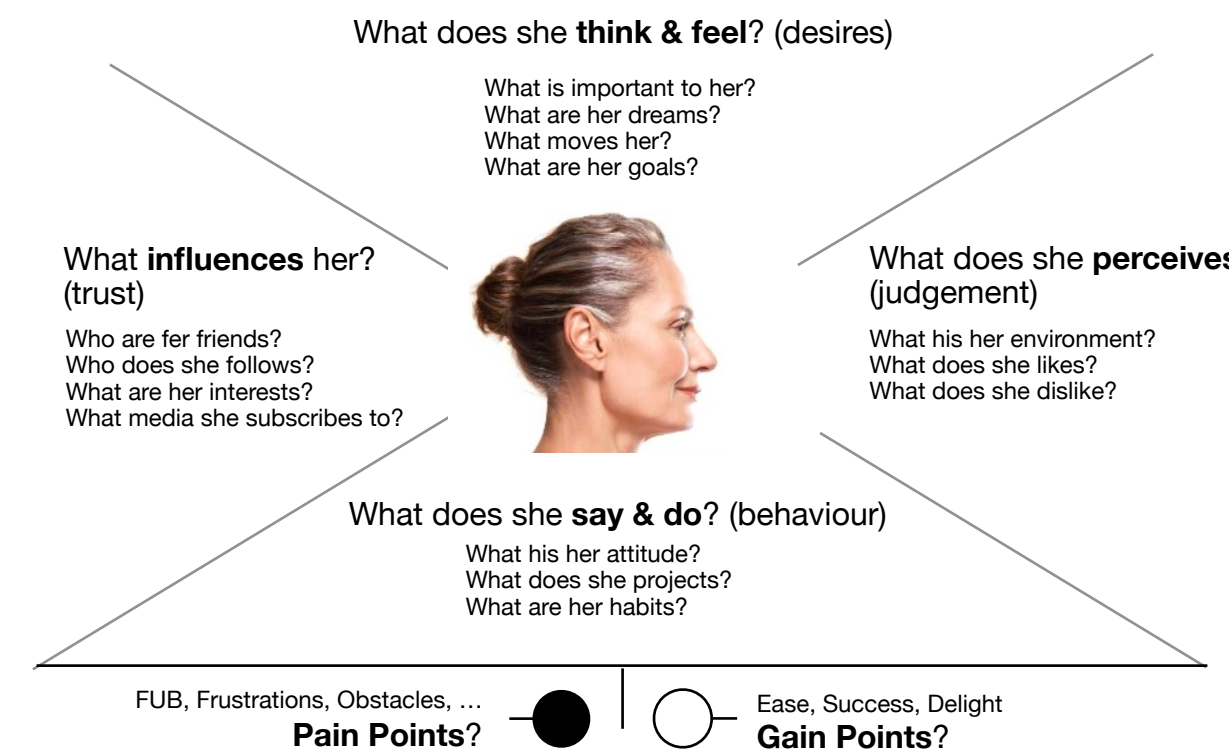 What does she think & feel? (desires)
What is important to her?
What are her dreams?
What moves her?
What are her goals?
What influences her?
(trust)
Who are fer friends?
Who does she follows?
What are her interests?
What media she subscribes to?
What does she perceives
(judgement)
What his her environment?
What does she likes?
What does she dislike?
What does she say & do? (behaviour)
What his her attitude?
What does she projects?
What are her habits?
FUB, Frustrations, Obstacles, …
Pain Points?
Ease, Success, Delight
Gain Points?